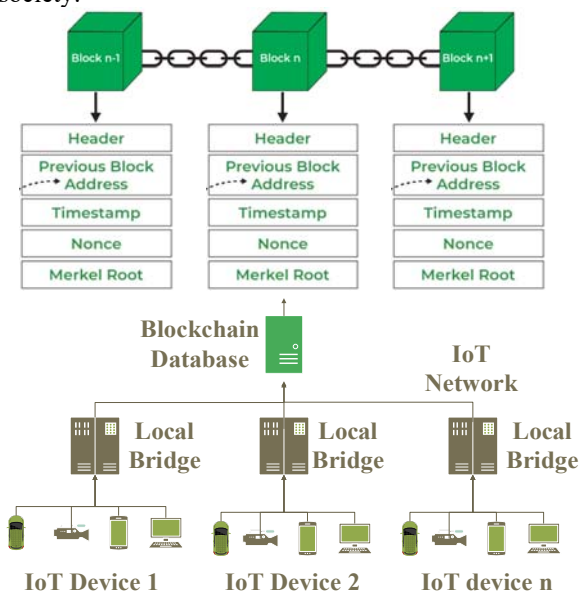 society.
Block n-1
Block n
Block n+1
Header
Header
Header
Previous Block
Address
Previous Block
Address
Previous Block
Address
Timestamp
Timestamp
Timestamp
Nonce
Nonce
Nonce
Merkel Root
Merkel Root
Merkel Root
Blockchain
Database
IoT
Network
Local
Bridge
Local
Bridge
Local
Bridge
IoT Device 1
IoT Device 2
IoT device n